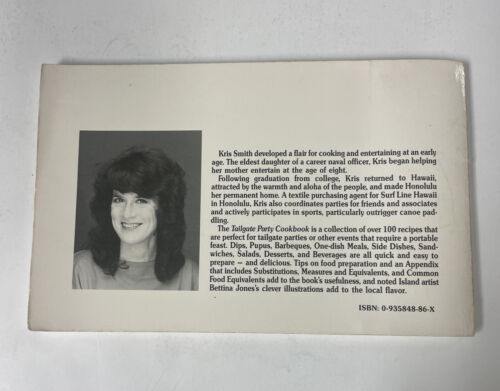 Kris Smith developed a flair for cooking and entertaining at an early
age. The eldest daughter of a career naval officer, Kris began helping
her mother entertain at the age of eight.
Following graduation from college, Kris returned to Hawaii,
attracted by the warmth and aloha of the people, and made Honolulu
her permanent home. A textile purchasing agent for Surf Line Hawaii
in Honolulu, Kris also coordinates parties for friends and associates
and actively participates in sports, particularly outrigger canoe pad-
dling.
The Tailgate Party Cookbook is a collection of over 100 recipes that
are perfect for tailgate parties or other events that require a portable
feast. Dips, Pupus, Barbeques, One-dish Meals, Side Dishes, Sand-
wiches, Salads, Desserts, and Beverages are all quick and easy to
prepare — and delicious. Tips on food preparation and an Appendix
that includes Substitutions, Measures and Equivalents, and Common
Food Equivalents add to the book's usefulness, and noted Island artist
Bettina Jones's clever illustrations add to the local flavor.
ISBN: 0-935848-86-X